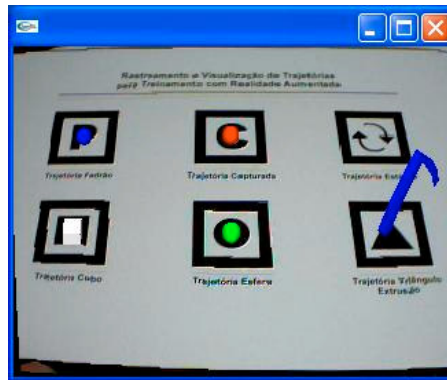 Rastreamento e Visualização de Trajetórias
para Treinamento com Realidade Aumentada
P
C
Trajetória Padrão
Trajetória Capturada
Trajetória
Trajetória Cubo
Trajetória Esfera
Trajetória Triângulo
Extrusão